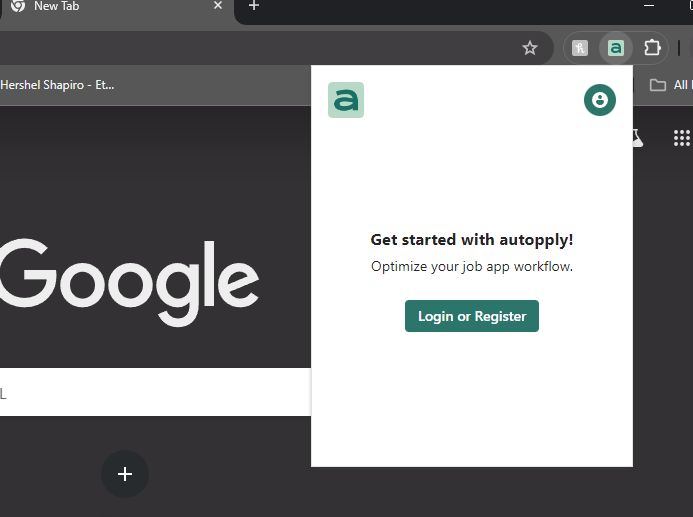 New Tab
Hershel Shapiro - Et...
All
a
Get started with autopply!
Optimize your job app workflow.
Login or Register
Google
L